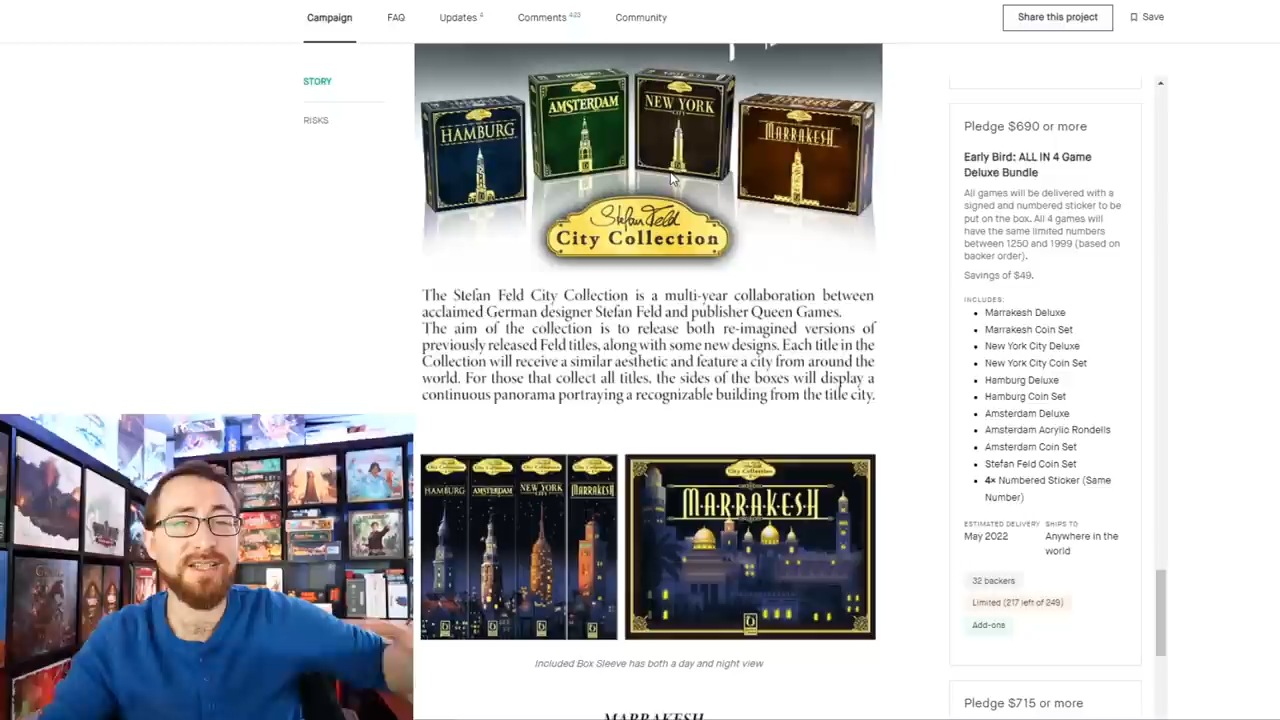 Campaign
FAQ
Updates 4
Comments 423
Community
Share this project
Save
STORY
RISKS
HAMBURG
AMSTERDAM
NEW YORK
MARRAKESH
Stefan Feld
City Collection
The Stefan Feld City Collection is a multi-year collaboration between
acclaimed German designer Stefan Feld and publisher Queen Games.
The aim of the collection is to release both re-imagined versions of
previously released Feld titles, along with some new designs. Each title in the
Collection will receive a similar aesthetic and feature a city from around the
world. For those that collect all titles, the sides of the boxes will display a
continuous panorama portraying a recognizable building from the title city.
HAMBURG
AMSTERDAM
NEW YORK
MARRAKESH
City Collection
MARRAKESH
Included Box Sleeve has both a day and night view
MARRAKESH
Pledge $690 or more
Early Bird: ALL IN 4 Game
Deluxe Bundle
All games will be delivered with a
signed and numbered sticker to be
put on the box. All 4 games will
have the same limited numbers
between 1250 and 1999 (based on
backer order).
Savings of $49.
INCLUDES:
Marrakesh Deluxe
Marrakesh Coin Set
New York City Deluxe
New York City Coin Set
Hamburg Deluxe
Hamburg Coin Set
Amsterdam Deluxe
Amsterdam Acrylic Rondells
Amsterdam Coin Set
Stefan Feld Coin Set
4× Numbered Sticker (Same
Number)
ESTIMATED DELIVERY
May 2022
SHIPS TO
Anywhere in the
world
32 backers
Limited (217 left of 249)
Add-ons
Pledge $715 or more